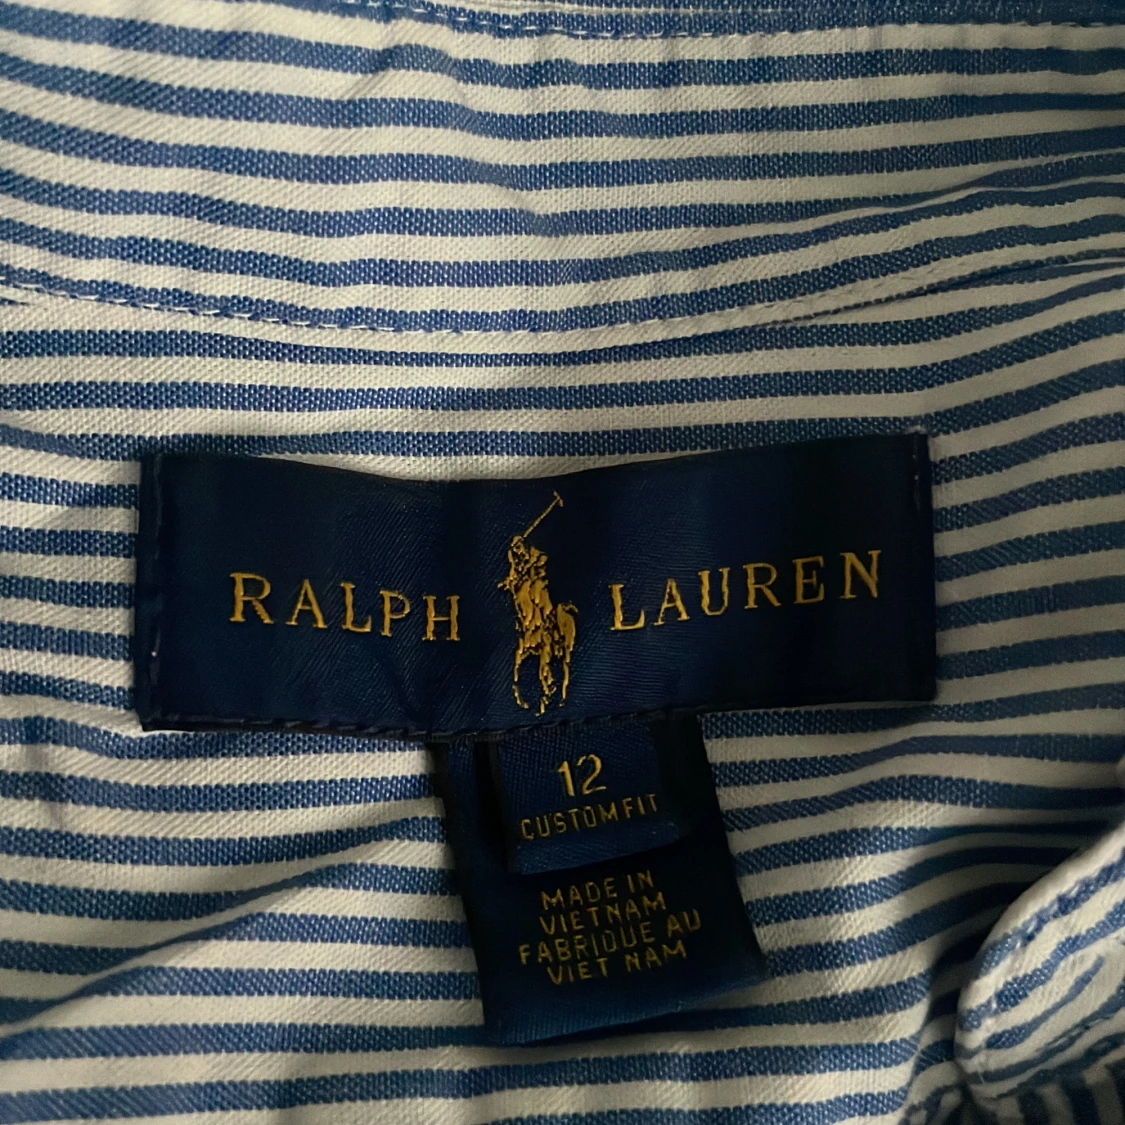 RALPH LAUREN
12
CUSTOM FIT
MADE IN
VIETNAM
FABRIQUE AU
VIET NAM